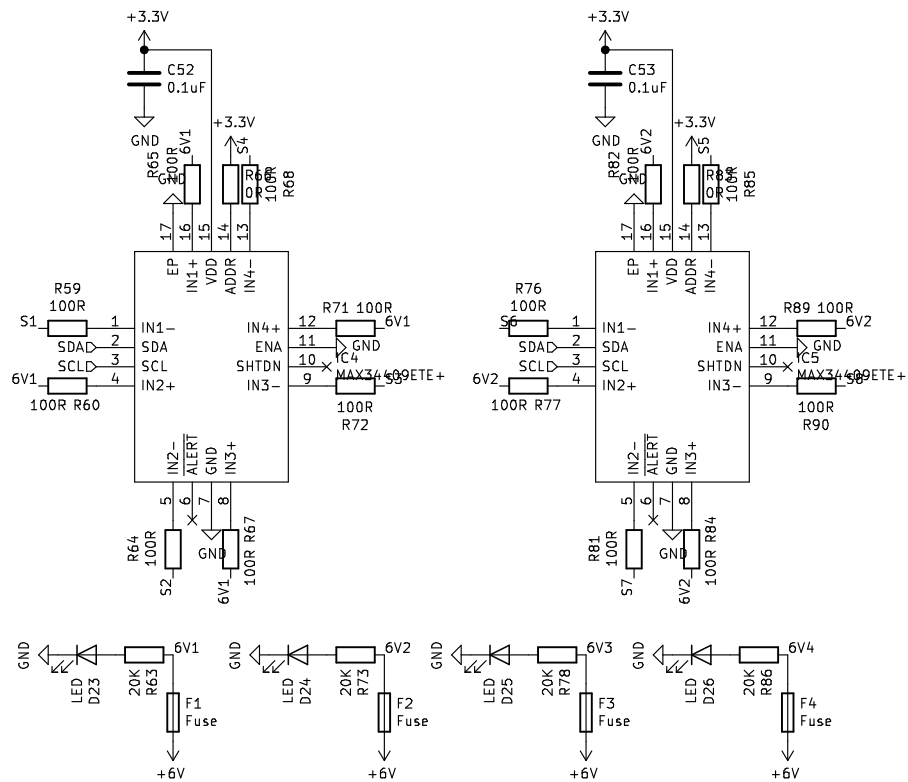 +3.3V
C52
0.1uF
GND
+3.3V
R65
100R
6V1
S4
GND
R68
100R
0R
17
16
15
14
13
EP
IN1+
VDD
ADDR
IN4-
R59
100R
S1
1
IN1-
SDA
2
SDA
SCL
3
SCL
6V1
4
IN2+
100R R60
R71 100R
IN4+
12
6V1
ENA
11
GND
SHTDN
10
IC4
MAX34409ETE+
IN3-
9
S3
100R
R72
IN2-
ALERT
GND
IN3+
5
6
7
8
R64
100R
S2
GND
100R R67
6V1
+3.3V
C53
0.1uF
GND
+3.3V
R82
100R
6V2
S5
GND
R83
0R
100R
R85
17
16
15
14
13
EP
IN1+
VDD
ADDR
IN4-
R76
100R
S6
1
IN1-
SDA
2
SDA
SCL
3
SCL
6V2
4
IN2+
100R R77
R89 100R
IN4+
12
6V2
ENA
11
GND
SHTDN
10
IC5
MAX34409ETE+
IN3-
9
S8
100R
R90
IN2-
ALERT
GND
IN3+
5
6
7
8
R81
100R
S7
GND
100R R84
6V2
GND
LED
D23
20K
R63
6V1
F1
Fuse
+6V
GND
LED
D24
20K
R73
6V2
F2
Fuse
+6V
GND
LED
D25
20K
R78
6V3
F3
Fuse
+6V
GND
LED
D26
20K
R86
6V4
F4
Fuse
+6V